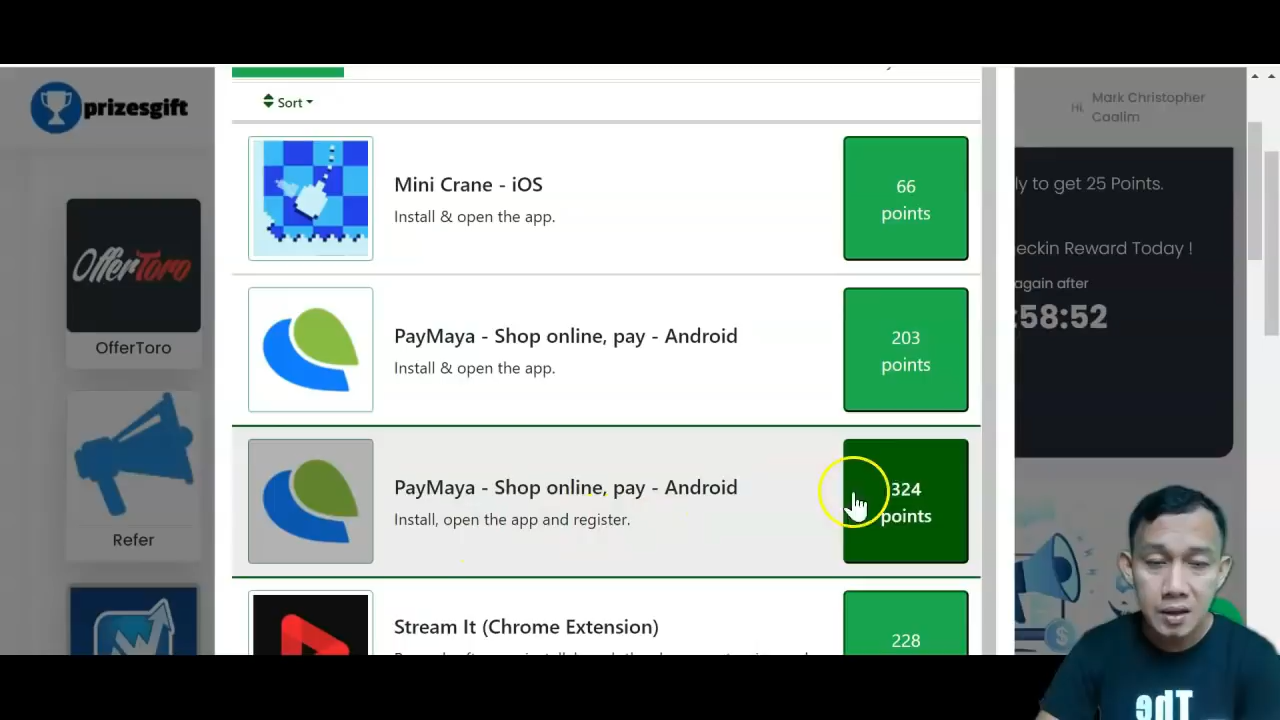 prizesgift
Sort
Hi,
Mark Christopher
Caalim
Mini Crane - iOS
Install & open the app.
66
points
ly to get 25 Points.
eckin Reward Today !
again after
:58:52
OfferToro
OfferToro
PayMaya - Shop online, pay - Android
Install & open the app.
203
points
PayMaya - Shop online, pay - Android
Install, open the app and register.
324
points
Refer
Stream It (Chrome Extension)
228
The